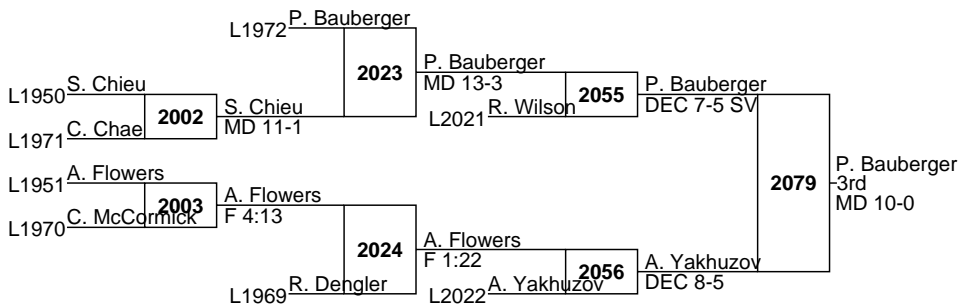 L1972 P. Bauberger
2023
P. Bauberger
MD 13-3
S. Chieu
L1950
2002
S. Chieu
MD 11-1
C. Chae
L1971
2055
P. Bauberger
DEC 7-5 SV
R. Wilson
L2021
A. Flowers
L1951
2003
A. Flowers
F 4:13
C. McCormick
L1970
2079
P. Bauberger
3rd
MD 10-0
2024
A. Flowers
F 1:22
R. Dengler
L1969
2056
A. Yakhuzov
DEC 8-5
A. Yakhuzov
L2022